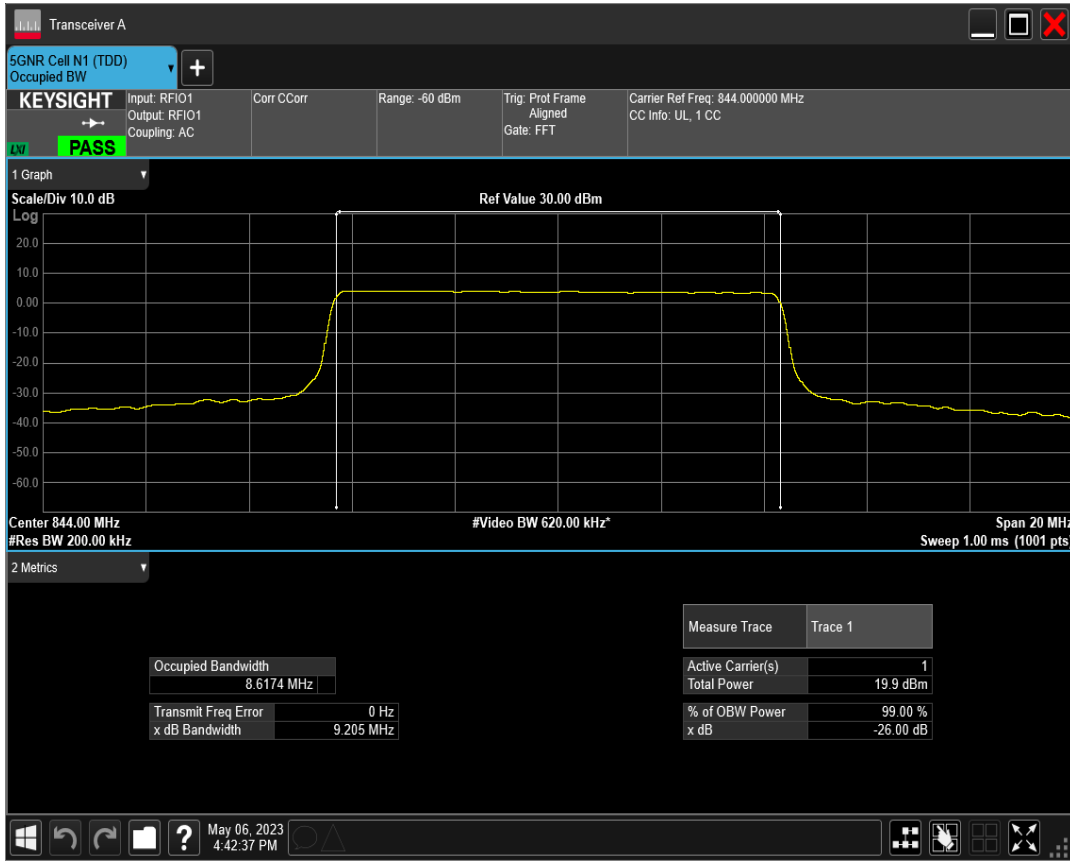 Transceiver A
5GNR Cell N1 (TDD)
Occupied BW
+
KEYSIGHT
LXI
PASS
Input: RFIO1
Output: RFIO1
Coupling: AC
Corr CCorr
Range: -60 dBm
Trig: Prot Frame
Aligned
Gate: FFT
Carrier Ref Freq: 844.000000 MHz
CC Info: UL, 1 CC
1 Graph
Scale/Div 10.0 dB
Ref Value 30.00 dBm
Log
20.0
10.0
0.00
-10.0
-20.0
-30.0
-40.0
-50.0
-60.0
Center 844.00 MHz
#Video BW 620.00 kHz*
Span 20 MHz
#Res BW 200.00 kHz
Sweep 1.00 ms (1001 pts)
2 Metrics
Measure Trace Trace 1
Occupied Bandwidth
8.6174 MHz
Active Carrier(s) 1
Total Power 19.9 dBm
Transmit Freq Error 0 Hz
x dB Bandwidth 9.205 MHz
% of OBW Power 99.00 %
x dB -26.00 dB
?
May 06, 2023
4:42:37 PM